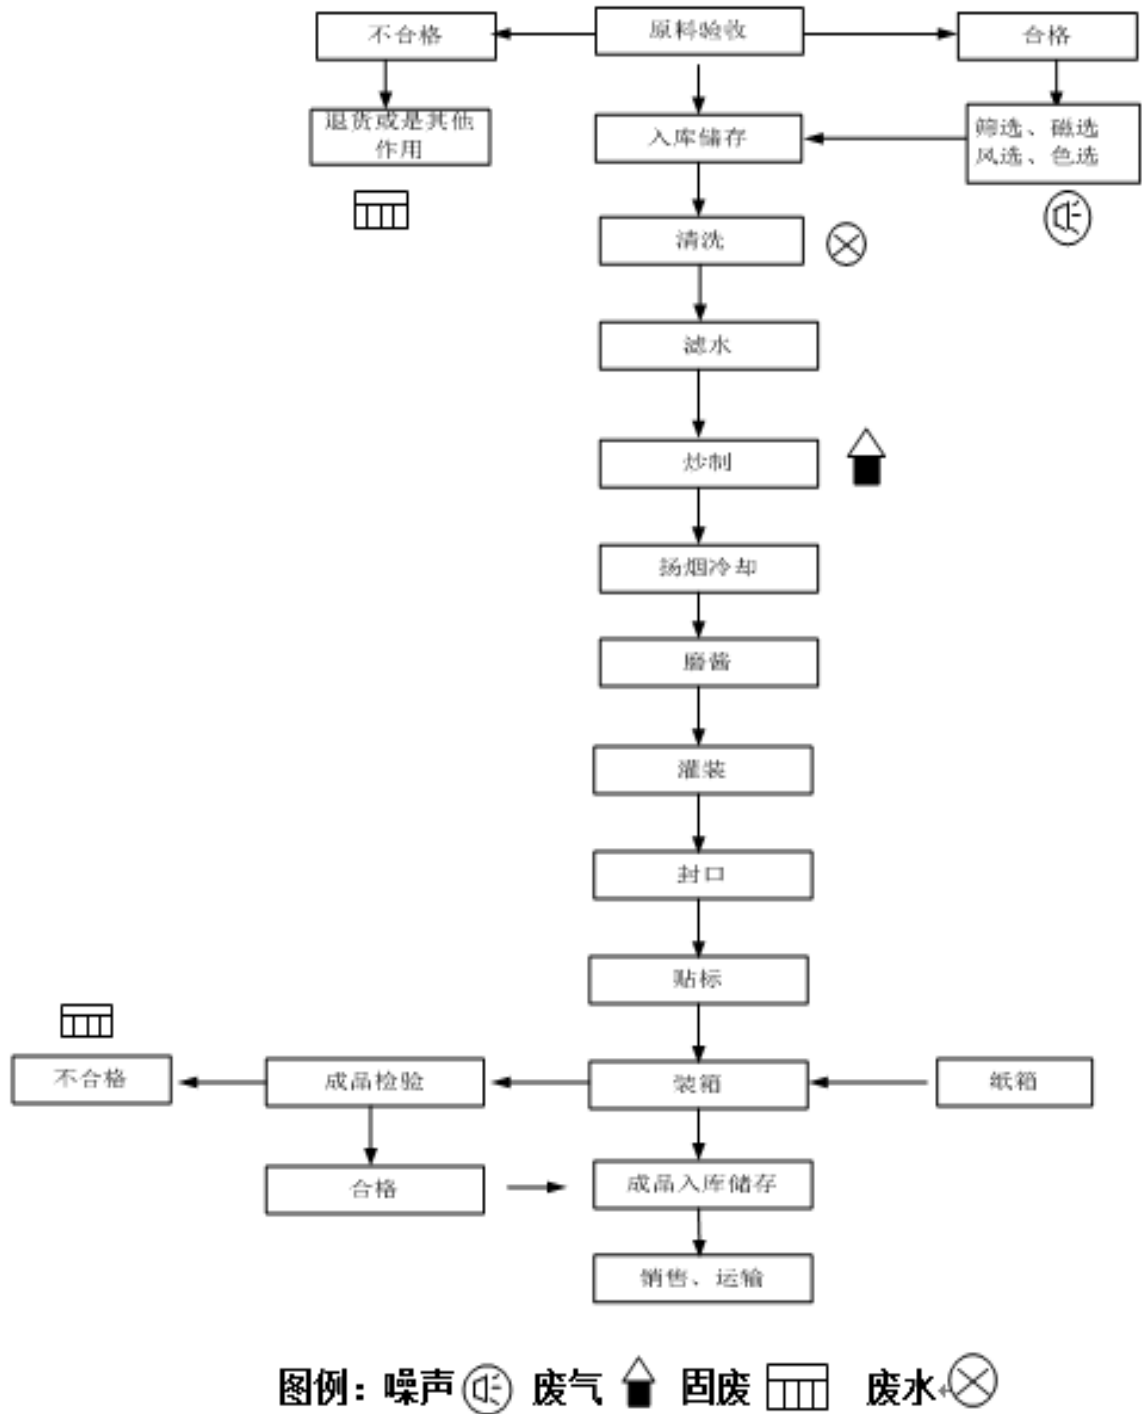 不合格
原料验收
合格
退货或是其他
作用
入库储存
筛选、磁选
风选、色选
清洗
滤水
炒制
扬烟冷却
磨酱
灌装
封口
贴标
不合格
成品检验
装箱
纸箱
合格
成品入库储存
销售、运输
图例：噪声 废气 固废 废水